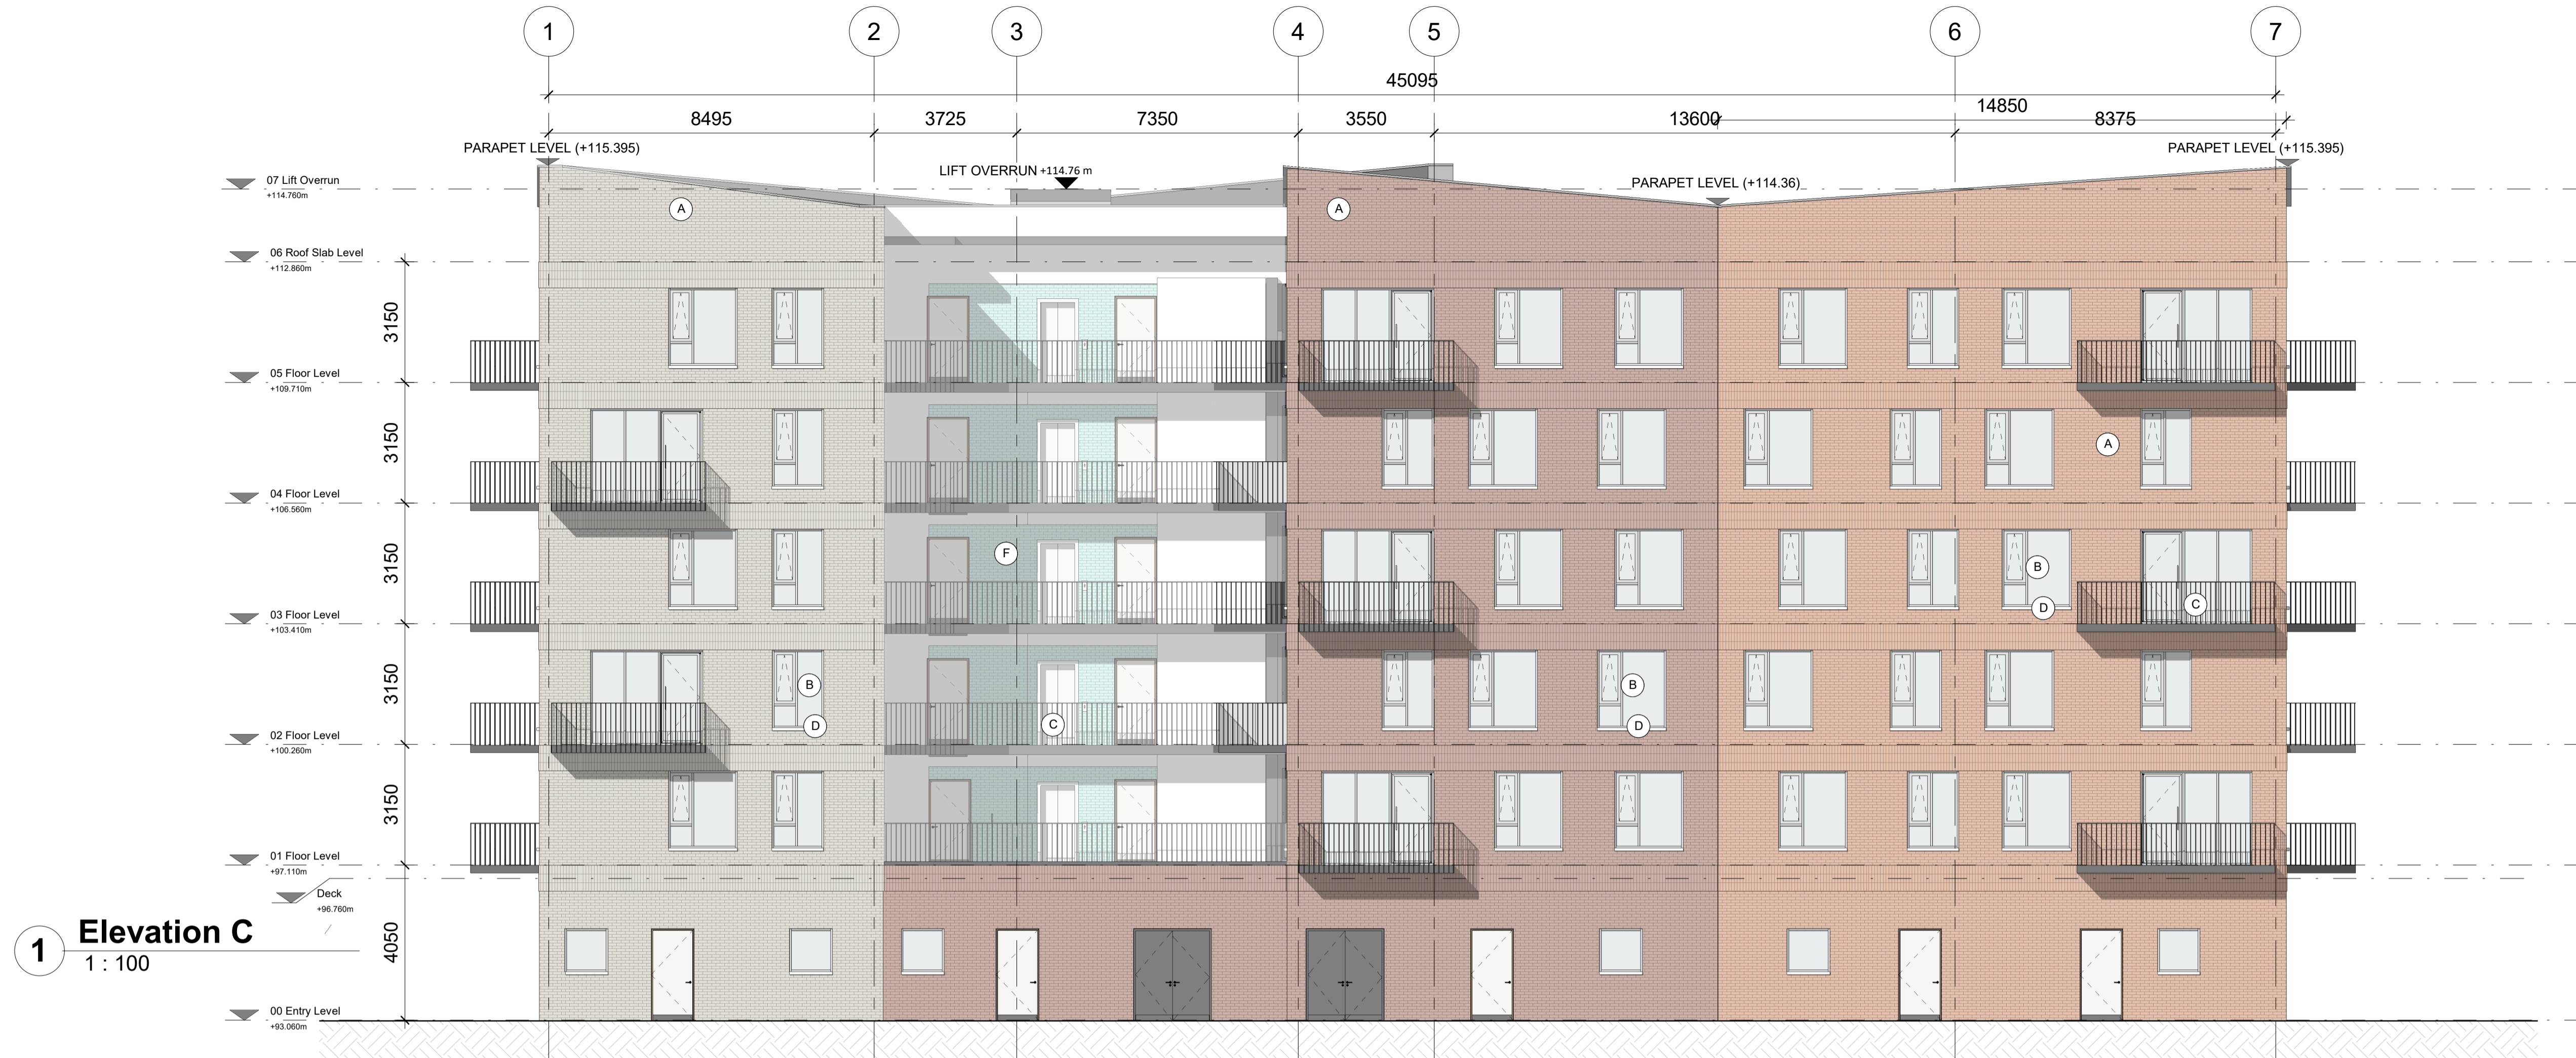 1 2 3 4 5 6 7
45095
14850
8495 3725 7350 3550 13600 8375
PARAPET LEVEL (+115.395)
PARAPET LEVEL (+115.395)
LIFT OVERRUN +114.76 m
PARAPET LEVEL (+114.36)
07 Lift Overrun
+114.760m
A
A
06 Roof Slab Level
+112.860m
3150
05 Floor Level
+109.710m
3150
A
04 Floor Level
+106.560m
3150
F
B
D
C
03 Floor Level
+103.410m
3150
B
D
C
B
D
02 Floor Level
+100.260m
3150
01 Floor Level
+97.110m
Deck
+96.760m
4050
1 Elevation C
1 : 100
00 Entry Level
+93.060m